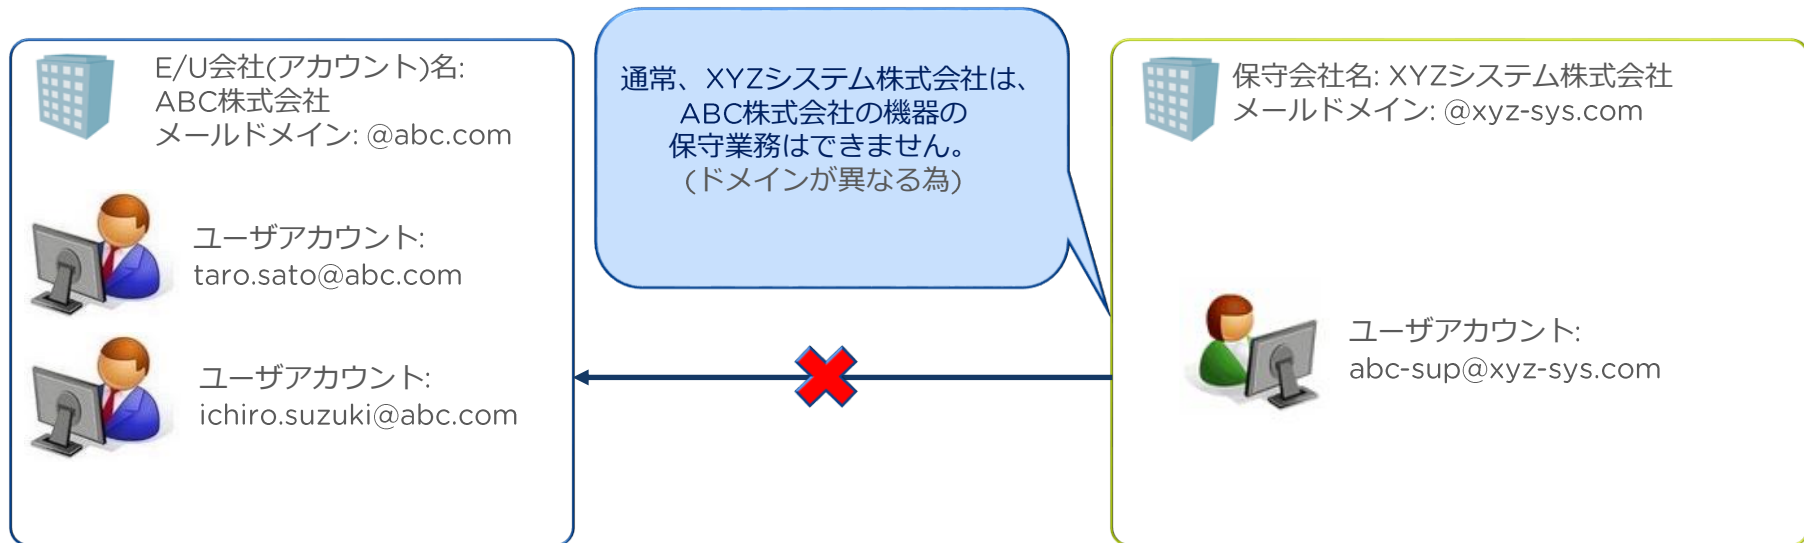 E/U会社(アカウント)名:
ABC株式会社
メールドメイン: @abc.com
ユーザアカウント:
taro.sato@abc.com
ユーザアカウント:
ichiro.suzuki@abc.com
通常、XYZシステム株式会社は、
ABC株式会社の機器の
保守業務はできません。
(ドメインが異なる為)
保守会社名: XYZシステム株式会社
メールドメイン: @xyz-sys.com
ユーザアカウント:
abc-sup@xyz-sys.com